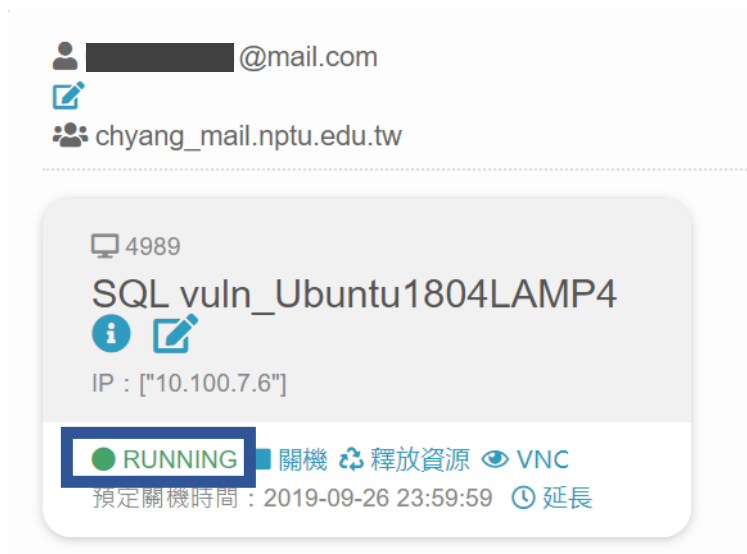 @mail.com
chyang_mail.nptu.edu.tw
4989
SQL vuln_Ubuntu1804LAMP4
IP：["10.100.7.6"]
RUNNING 關機 釋放資源 VNC
預定關機時間：2019-09-26 23:59:59 延長